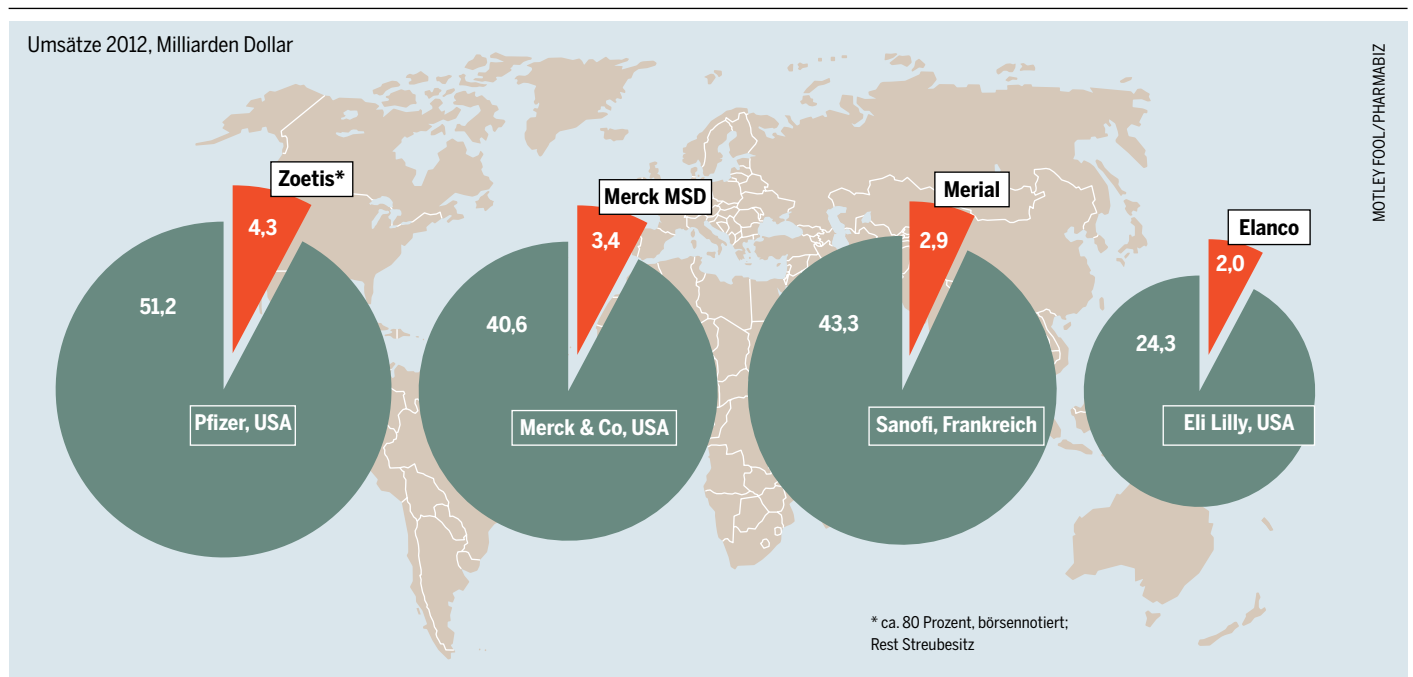 Umsätze 2012, Milliarden Dollar
MOTLEY FOOL/PHARMABIZ
Zoetis*
4,3
51,2
Pfizer, USA
Merck MSD
3,4
40,6
Merck & Co, USA
Merial
2,9
43,3
Sanofi, Frankreich
Elanco
2,0
24,3
Eli Lilly, USA
* ca. 80 Prozent, börsennotiert;
Rest Streubesitz